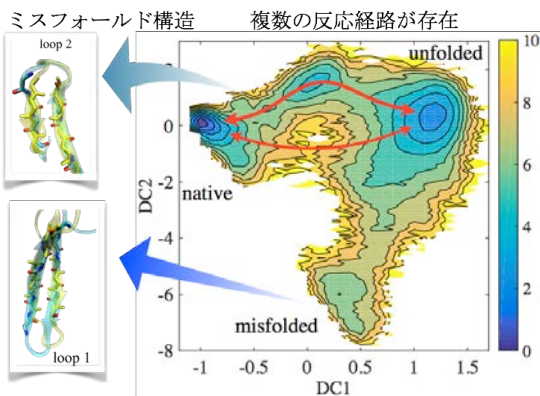 ミスフォールド構造
複数の反応経路が存在
loop 2
loop 1
unfolded
native
misfolded
DC2
2
0
-2
-4
-6
-8
-1
-0.5
0
0.5
1
1.5
DC1
10
8
6
4
2
0